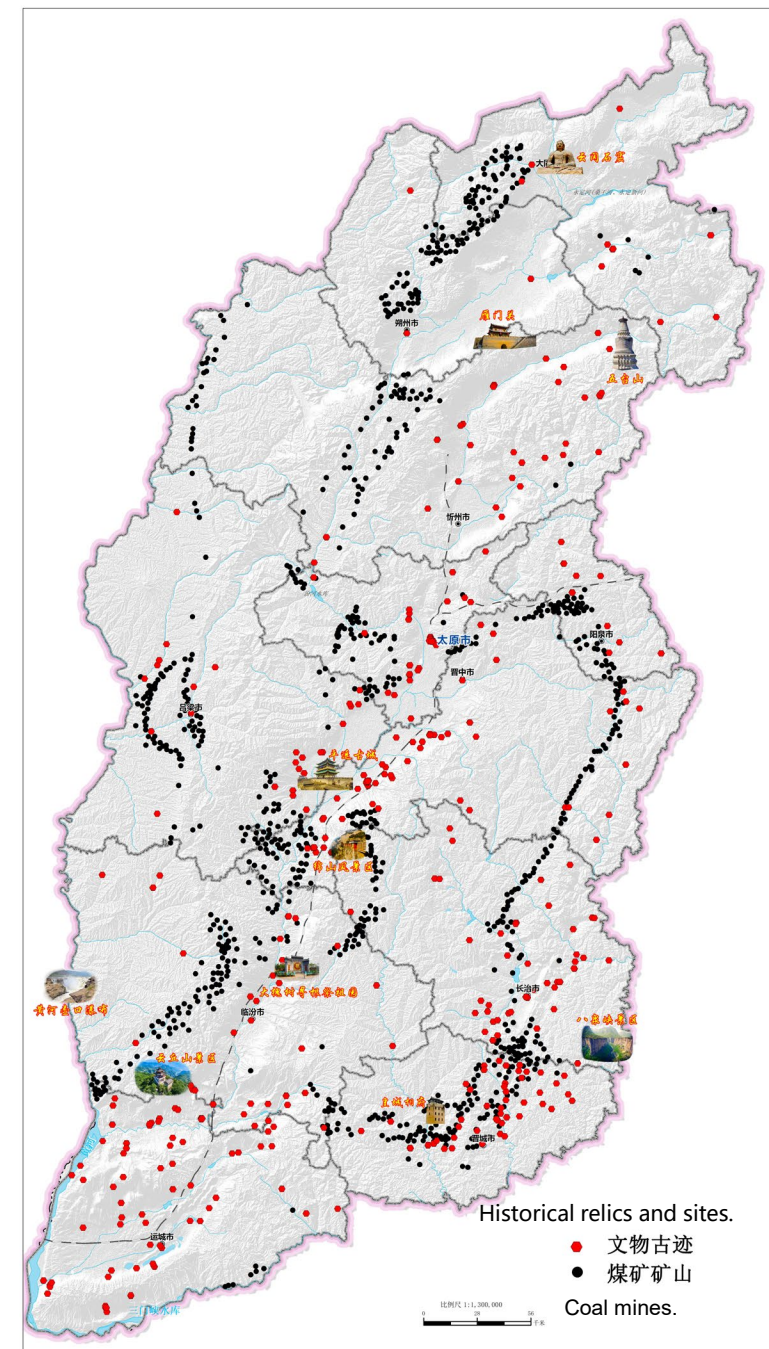 云冈石窟
大同
雁门关
朔州市
五台山
忻州市
太原市
阳泉市
晋中市
吕梁市
平遥古城
绵山风景区
大槐树寻根祭祖园
黄河壶口瀑布
临汾市
长治市
八泉峡景区
云丘山景区
皇城相府
晋城市
运城市
三门峡水库
Historical relics and sites.
文物古迹
煤矿矿山
Coal mines.
比例尺 1:1,300,000
0 28 56
千米